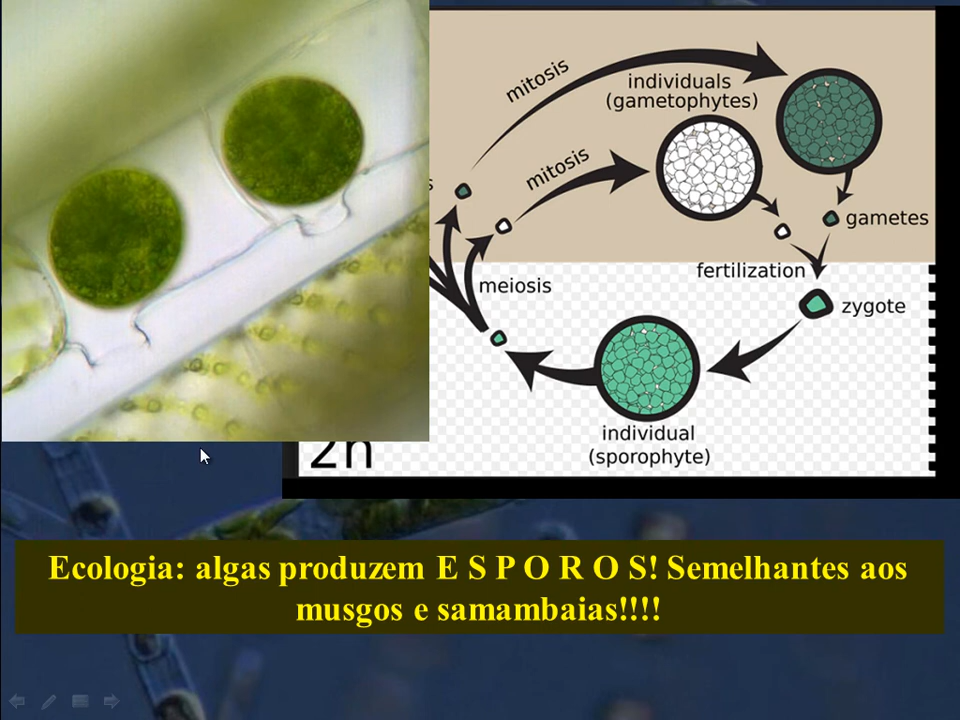 mitosis
individuals
(gametophytes)
mitosis
s
gametes
meiosis
fertilization
zygote
individual
(sporophyte)
2n
Ecologia: algas produzem E S P O R O S! Semelhantes aos
musgos e samambaias!!!!